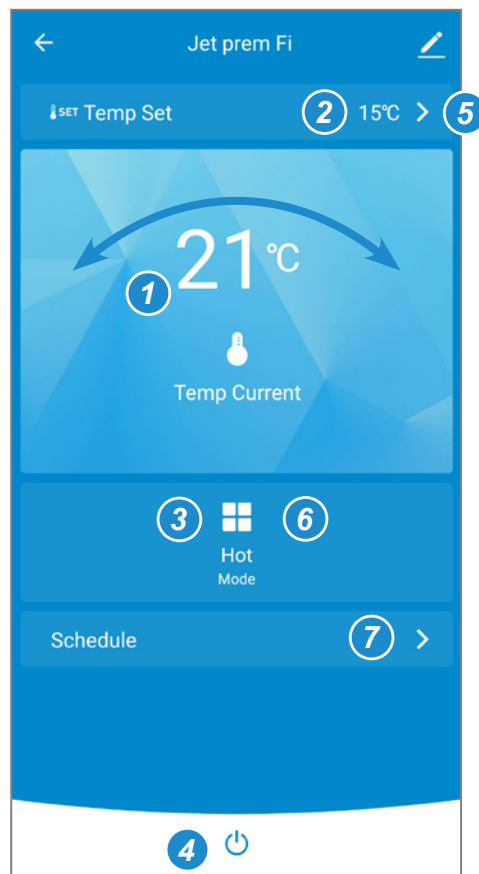 Jet prem Fi
SET Temp Set 2 15℃ 5
21℃
1
Temp Current
3 6
Hot
Mode
Schedule 7
4